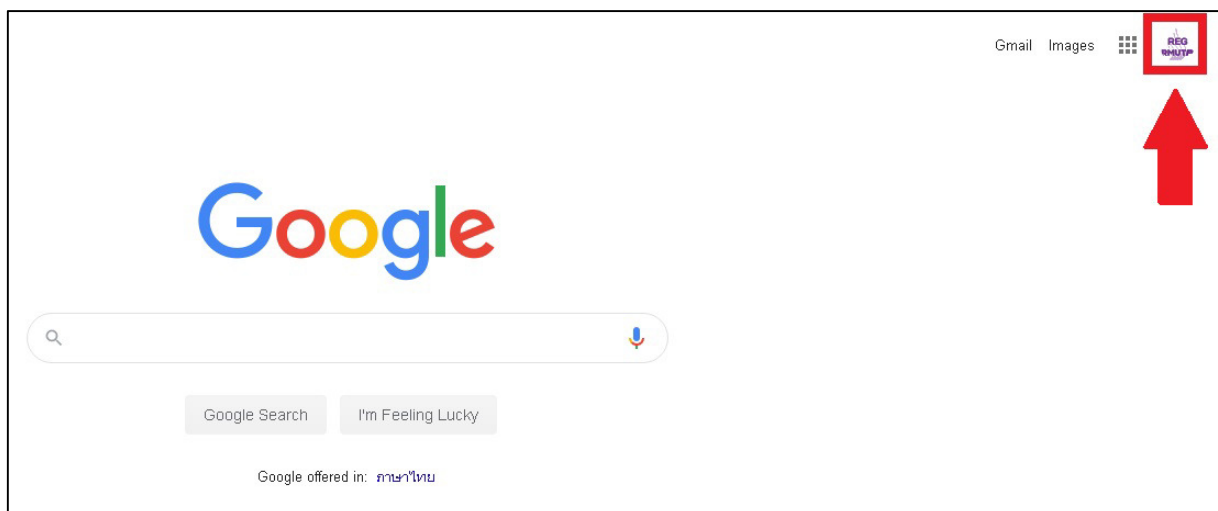 Gmail Images
REG
RMUTP
Google
Google Search I'm Feeling Lucky
Google offered in: ภาษาไทย